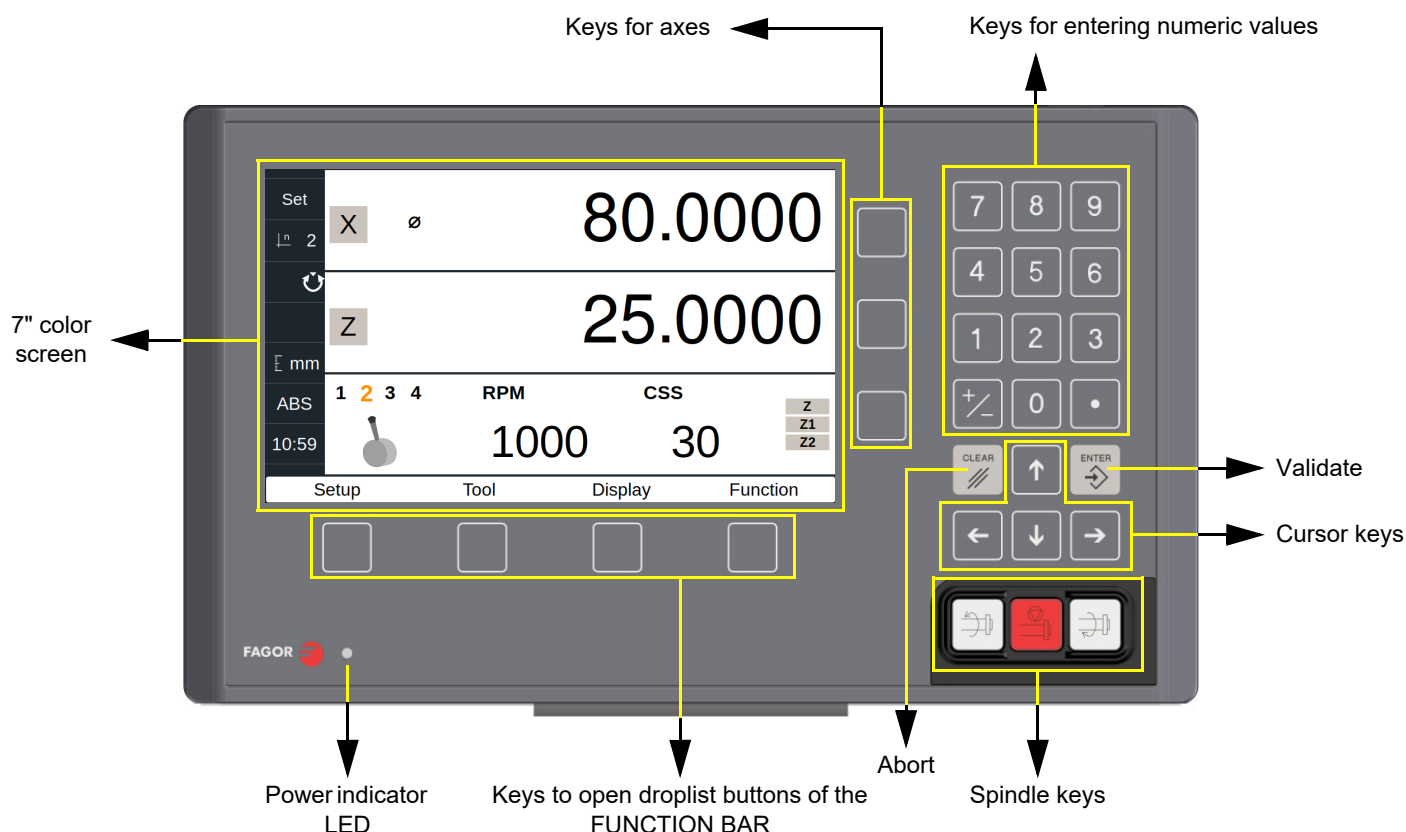 Keys for axes
Keys for entering numeric values
Set
X ⌀ 80.0000
n 2
7" color
screen
Z 25.0000
mm
1 2 3 4 RPM CSS
ABS
1000 30
Z
Z1
Z2
10:59
Setup Tool Display Function
7 8 9
4 5 6
1 2 3
+/- 0 •
CLEAR
ENTER
Validate
Cursor keys
FAGOR
Abort
Power indicator
LED
Keys to open droplist buttons of the
FUNCTION BAR
Spindle keys